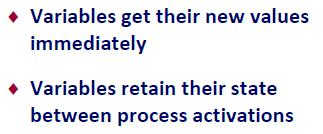 Variables get their new values
immediately
Variables retain their state
between process activations